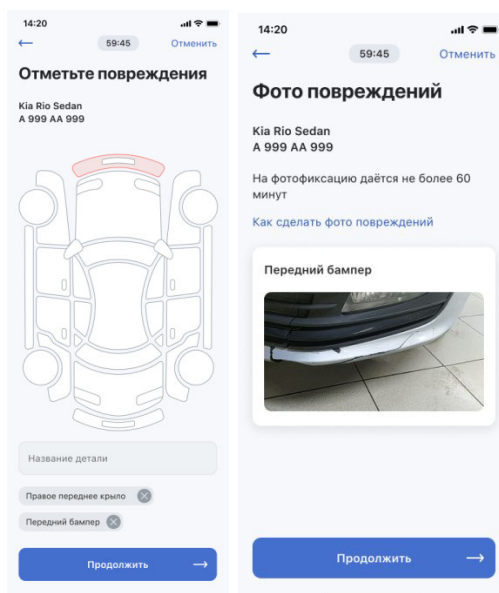 14:20
59:45
Отменить
Отметьте повреждения
Kia Rio Sedan
А 999 АА 999
Название детали
Правое переднее крыло
Передний бампер
Продолжить
14:20
59:45
Отменить
Фото повреждений
Kia Rio Sedan
А 999 АА 999
На фотофиксацию даётся не более 60
минут
Как сделать фото повреждений
Передний бампер
Продолжить